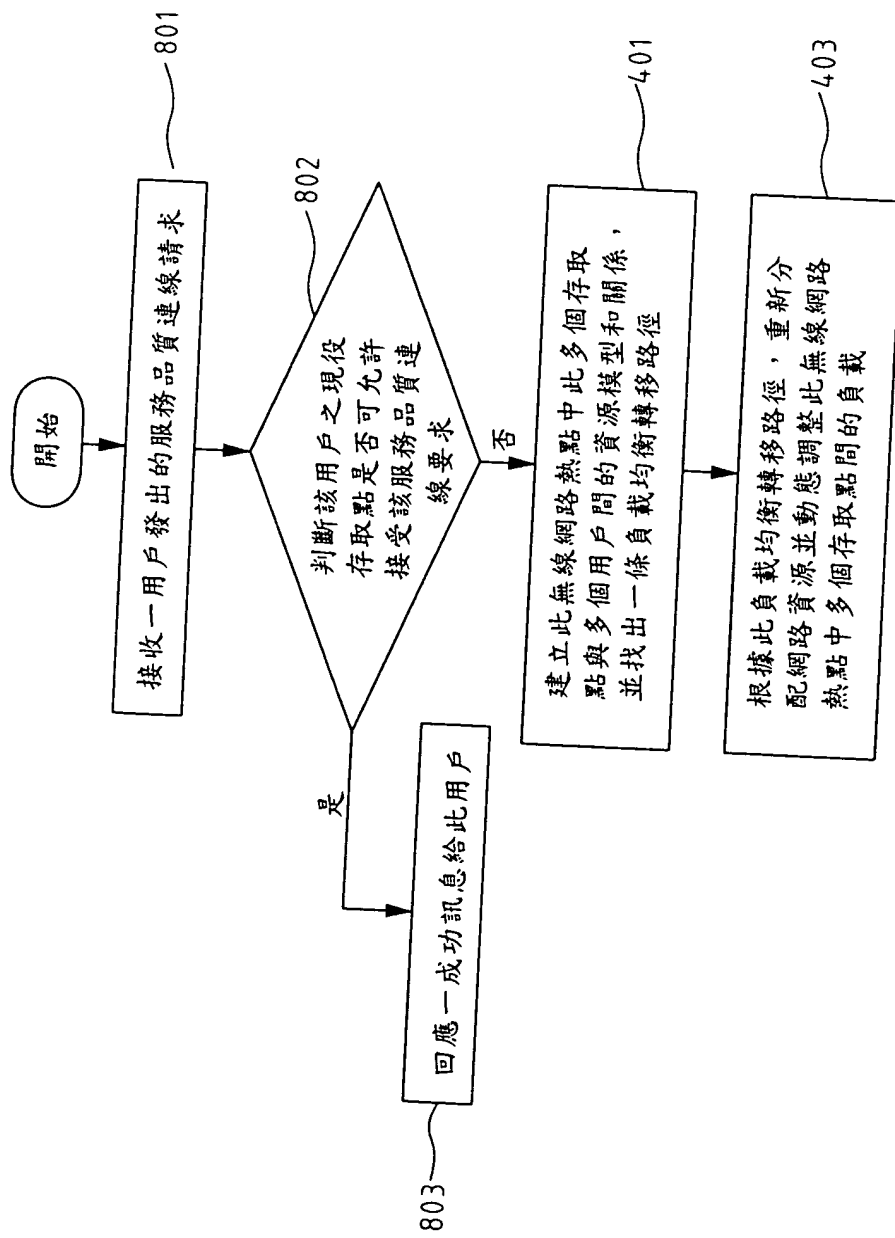 開始
接收一用戶發出的服務品質連線請求
801
判斷該用戶之現役
存取點是否可允許
接受該服務品質連
線要求
802
是
否
回應一成功訊息給此用戶
803
建立此無線網路熱點中此多個存取
點與多個用戶間的資源模型和關係，
並找出一條負載均衡轉移路徑
401
根據此負載均衡轉移路徑，重新分
配網路資源並動態調整此無線網路
熱點中多個存取點間的負載
403